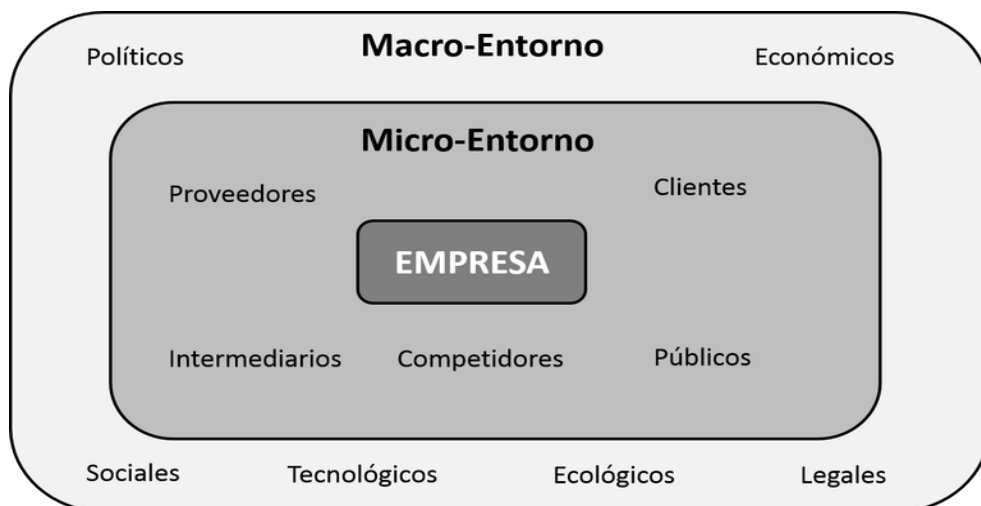 Políticos Macro-Entorno Económicos
Micro-Entorno
Proveedores Clientes
EMPRESA
Intermediarios Competidores Públicos
Sociales Tecnológicos Ecológicos Legales